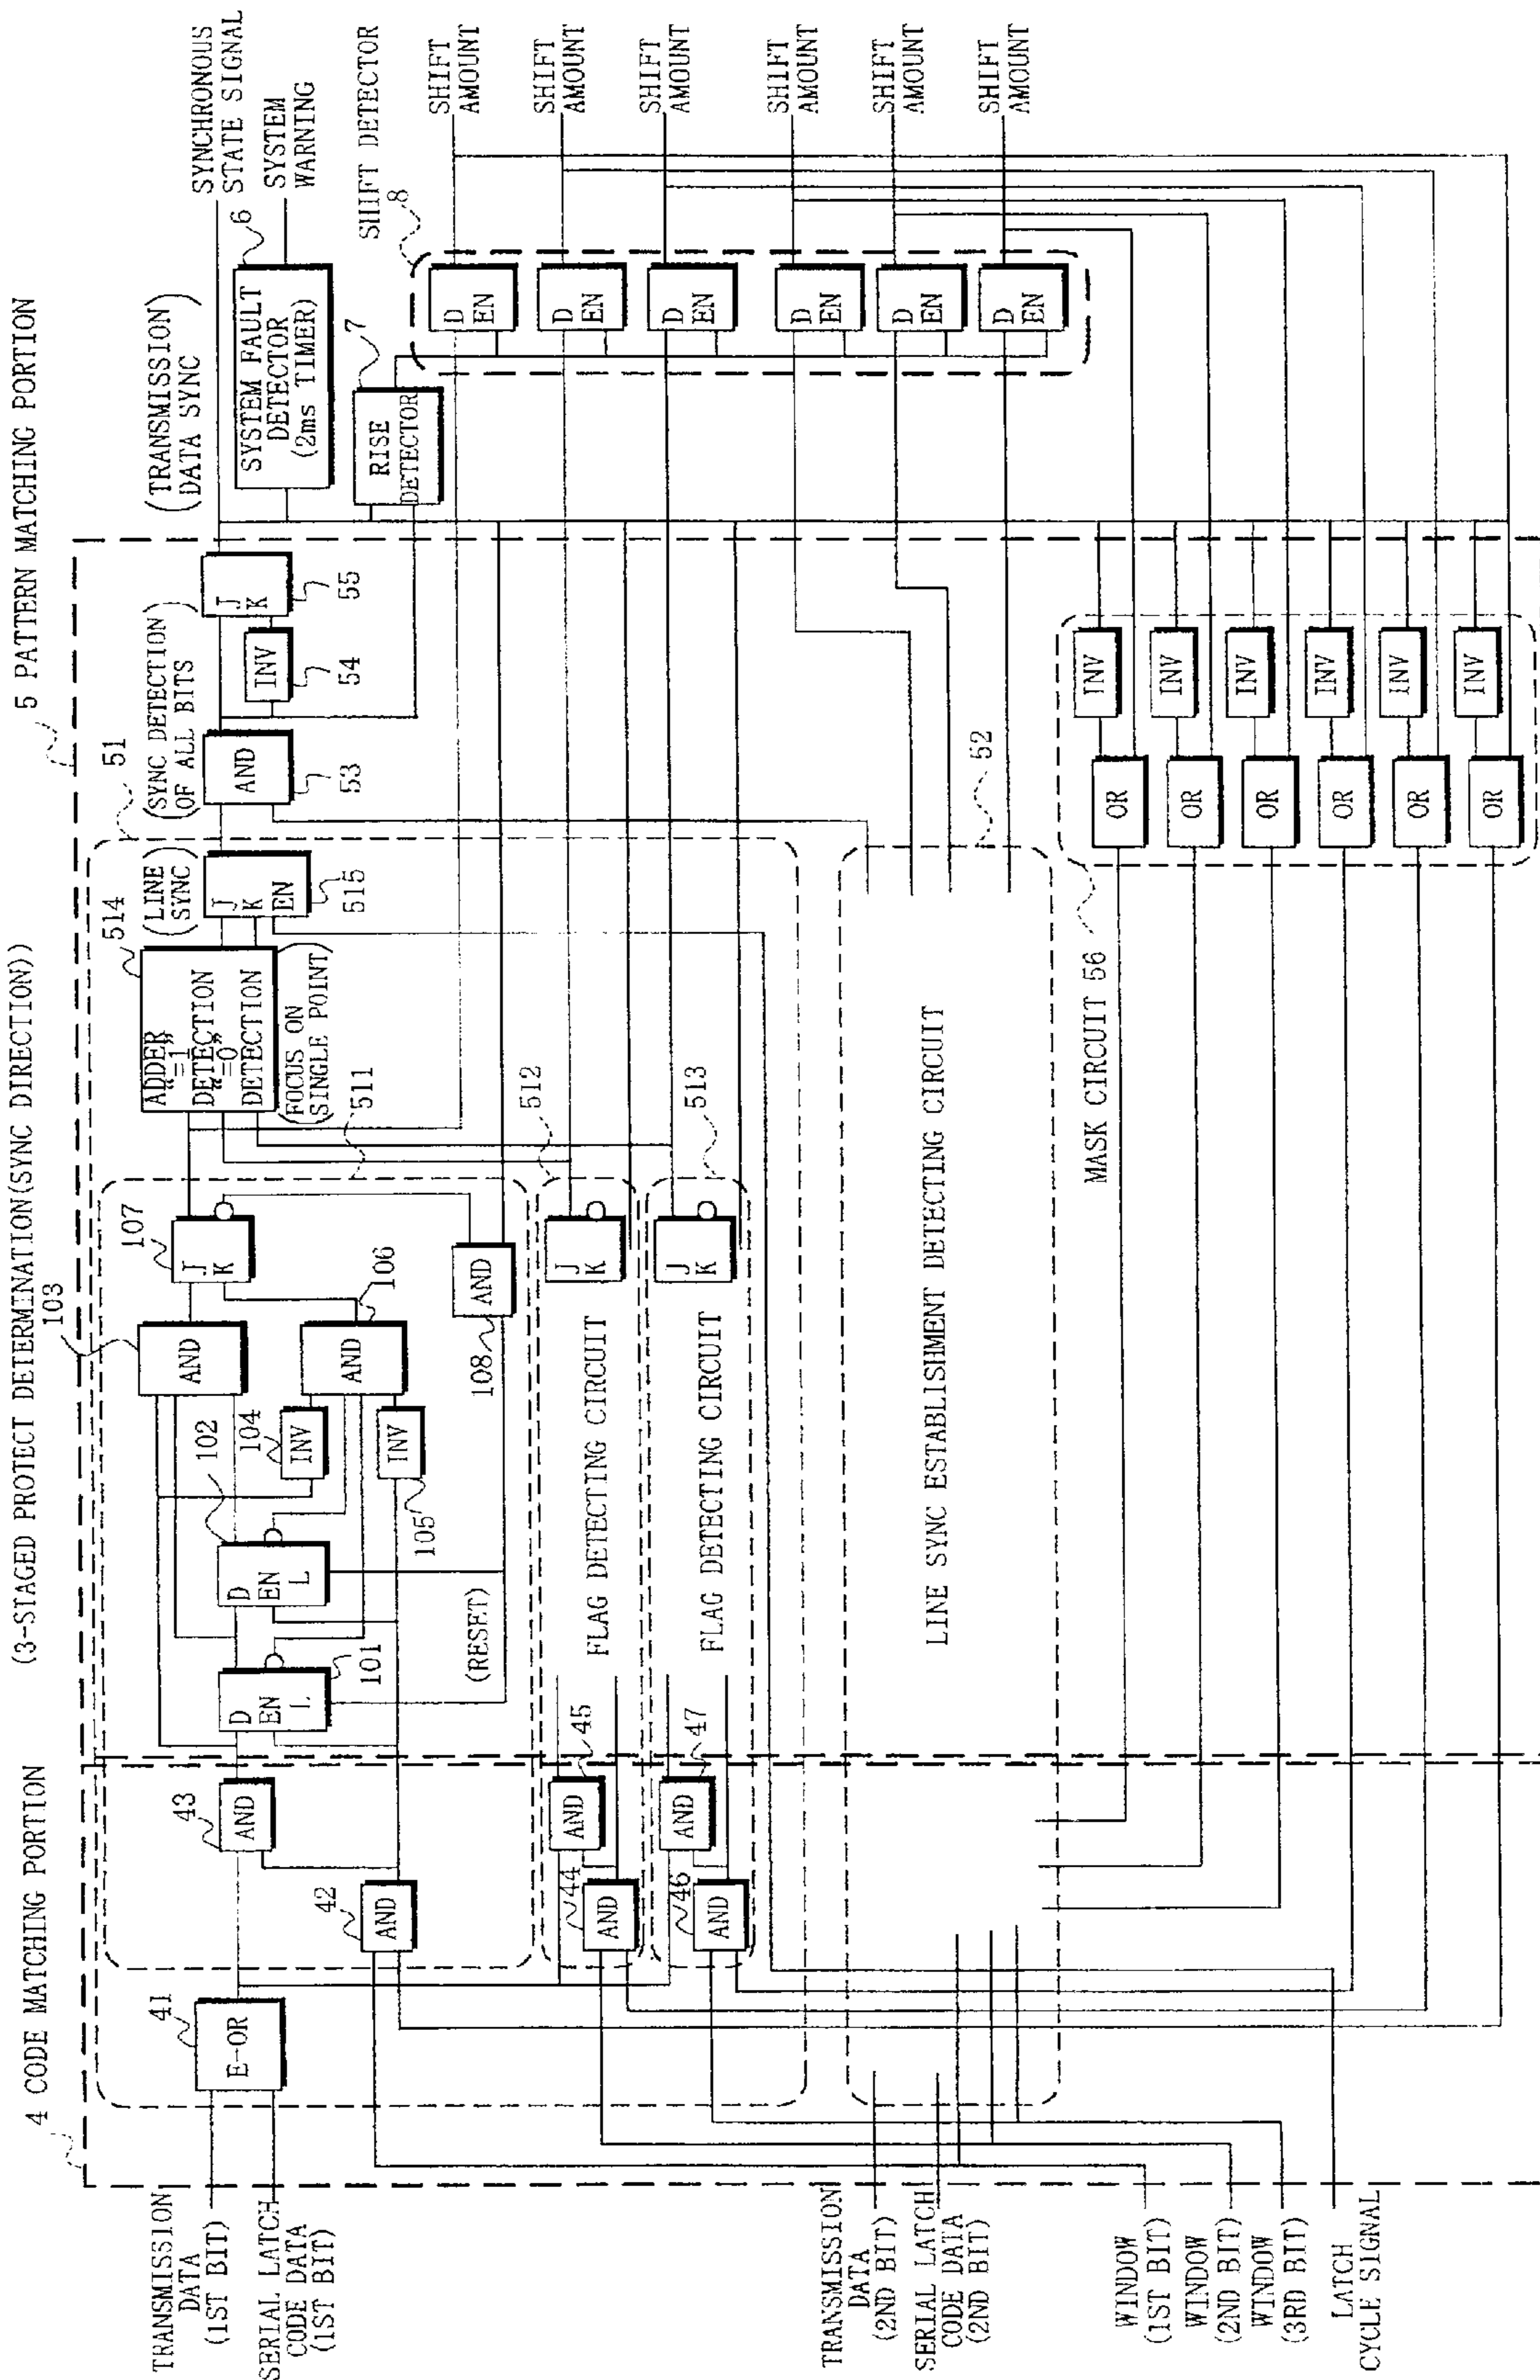 4 CODE MATCHING PORTION
(3-STAGED PROTECT DETERMINATION(SYNC DIRECTION))
5 PATTERN MATCHING PORTION
TRANSMISSION
DATA
(1ST BIT)
SERIAL LATCH
CODE DATA
(1ST BIT)
41
E-OR
42
AND
43
AND
D
EN
L
101
D
EN
L
102
(RESET)
103
AND
104
INV
105
INV
106
AND
107
J
K
108
AND
511
514
ADDER
"=1"
DETECTION
"=0"
DETECTION
(FOCUS ON
SINGLE POINT)
(LINE
SYNC)
J
K
EN
515
51
(SYNC DETECTION
OF ALL BITS)
AND
53
INV
54
J
K
55
(TRANSMISSION
DATA SYNC)
SYNCHRONOUS
STATE SIGNAL
SYSTEM FAULT
DETECTOR
(2ms TIMER)
6
SYSTEM
WARNING
RISE
DETECTOR
7
SHIFT DETECTOR
8
D
EN
SHIFT
AMOUNT
D
EN
SHIFT
AMOUNT
D
EN
SHIFT
AMOUNT
D
EN
SHIFT
AMOUNT
D
EN
SHIFT
AMOUNT
D
EN
SHIFT
AMOUNT
44
AND
45
AND
FLAG DETECTING CIRCUIT
J
K
512
46
AND
47
AND
FLAG DETECTING CIRCUIT
J
K
513
TRANSMISSION
DATA
(2ND BIT)
SERIAL LATCH
CODE DATA
(2ND BIT)
LINE SYNC ESTABLISHMENT DETECTING CIRCUIT
52
WINDOW
(1ST BIT)
WINDOW
(2ND BIT)
WINDOW
(3RD BIT)
LATCH
CYCLE SIGNAL
MASK CIRCUIT 56
OR
INV
OR
INV
OR
INV
OR
INV
OR
INV
OR
INV